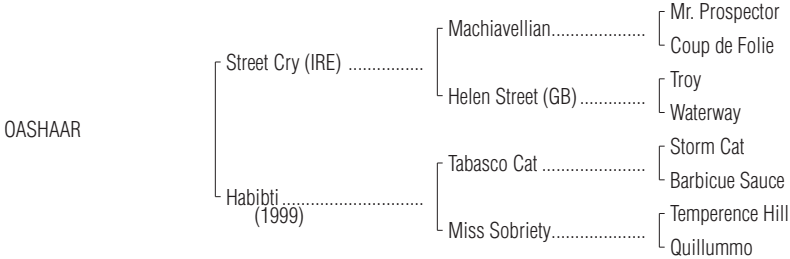 Mr. Prospector
Machiavellian....................
Coup de Folie
Street Cry (IRE) ................
Troy
Helen Street (GB) ..............
Waterway
OASHAAR
Storm Cat
Tabasco Cat ......................
Barbicue Sauce
Habibti ..............................
(1999)
Temperence Hill
Miss Sobriety....................
Quillummo